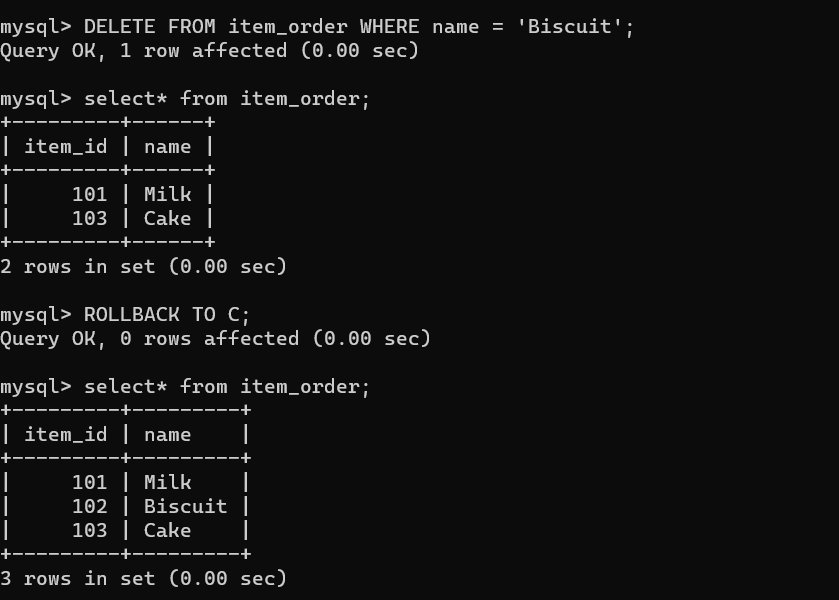 mysql> DELETE FROM item_order WHERE name = 'Biscuit';
Query OK, 1 row affected (0.00 sec)

mysql> select* from item_order;
+---------+------+
| item_id | name |
+---------+------+
|     101 | Milk |
|     103 | Cake |
+---------+------+
2 rows in set (0.00 sec)

mysql> ROLLBACK TO C;
Query OK, 0 rows affected (0.00 sec)

mysql> select* from item_order;
+---------+---------+
| item_id | name    |
+---------+---------+
|     101 | Milk    |
|     102 | Biscuit |
|     103 | Cake    |
+---------+---------+
3 rows in set (0.00 sec)